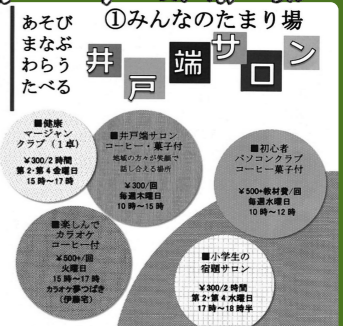 あそび
まなぶ
わらう
たべる
①みんなのたまり場
井戸端サロン
■健康
マージャン
クラブ(1卓)
¥300/2時間
第2・第4金曜日
15時～17時
■井戸端サロン
コーヒー・菓子付
地域の方々が笑顔で
話し合える場所
¥300/回
毎週木曜日
10時～15時
■初心者
パソコンクラブ
コーヒー菓子付
¥500+教材費/回
毎週水曜日
10時～12時
■楽しんで
カラオケ
コーヒー付
¥500+/回
火曜日
15時～17時
カラオケ夢つばき
(伊藤宅)
■小学生の
宿題サロン
¥300/2時間
第2・第4水曜日
17時～18時半